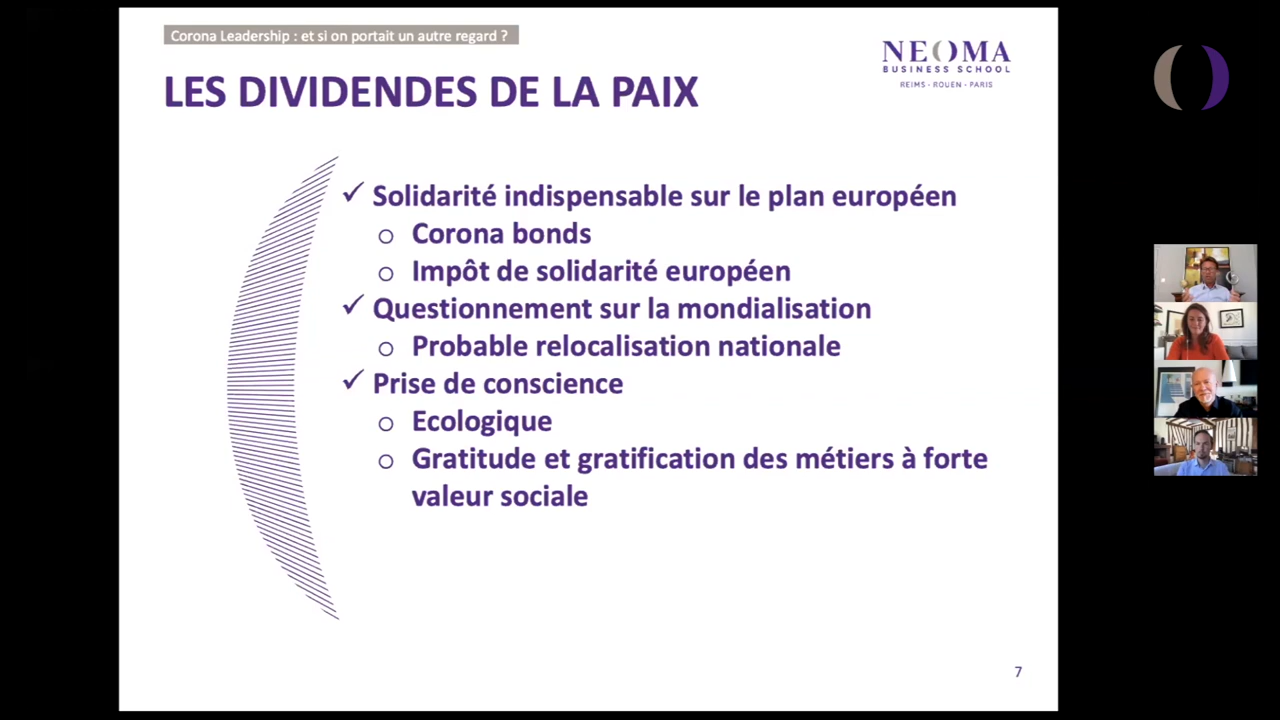 Corona Leadership : et si on portait un autre regard ?
NEOMA
BUSINESS SCHOOL
REIMS - ROUEN - PARIS
LES DIVIDENDES DE LA PAIX
✓ Solidarité indispensable sur le plan européen
o Corona bonds
o Impôt de solidarité européen
✓ Questionnement sur la mondialisation
o Probable relocalisation nationale
✓ Prise de conscience
o Ecologique
o Gratitude et gratification des métiers à forte
valeur sociale
7